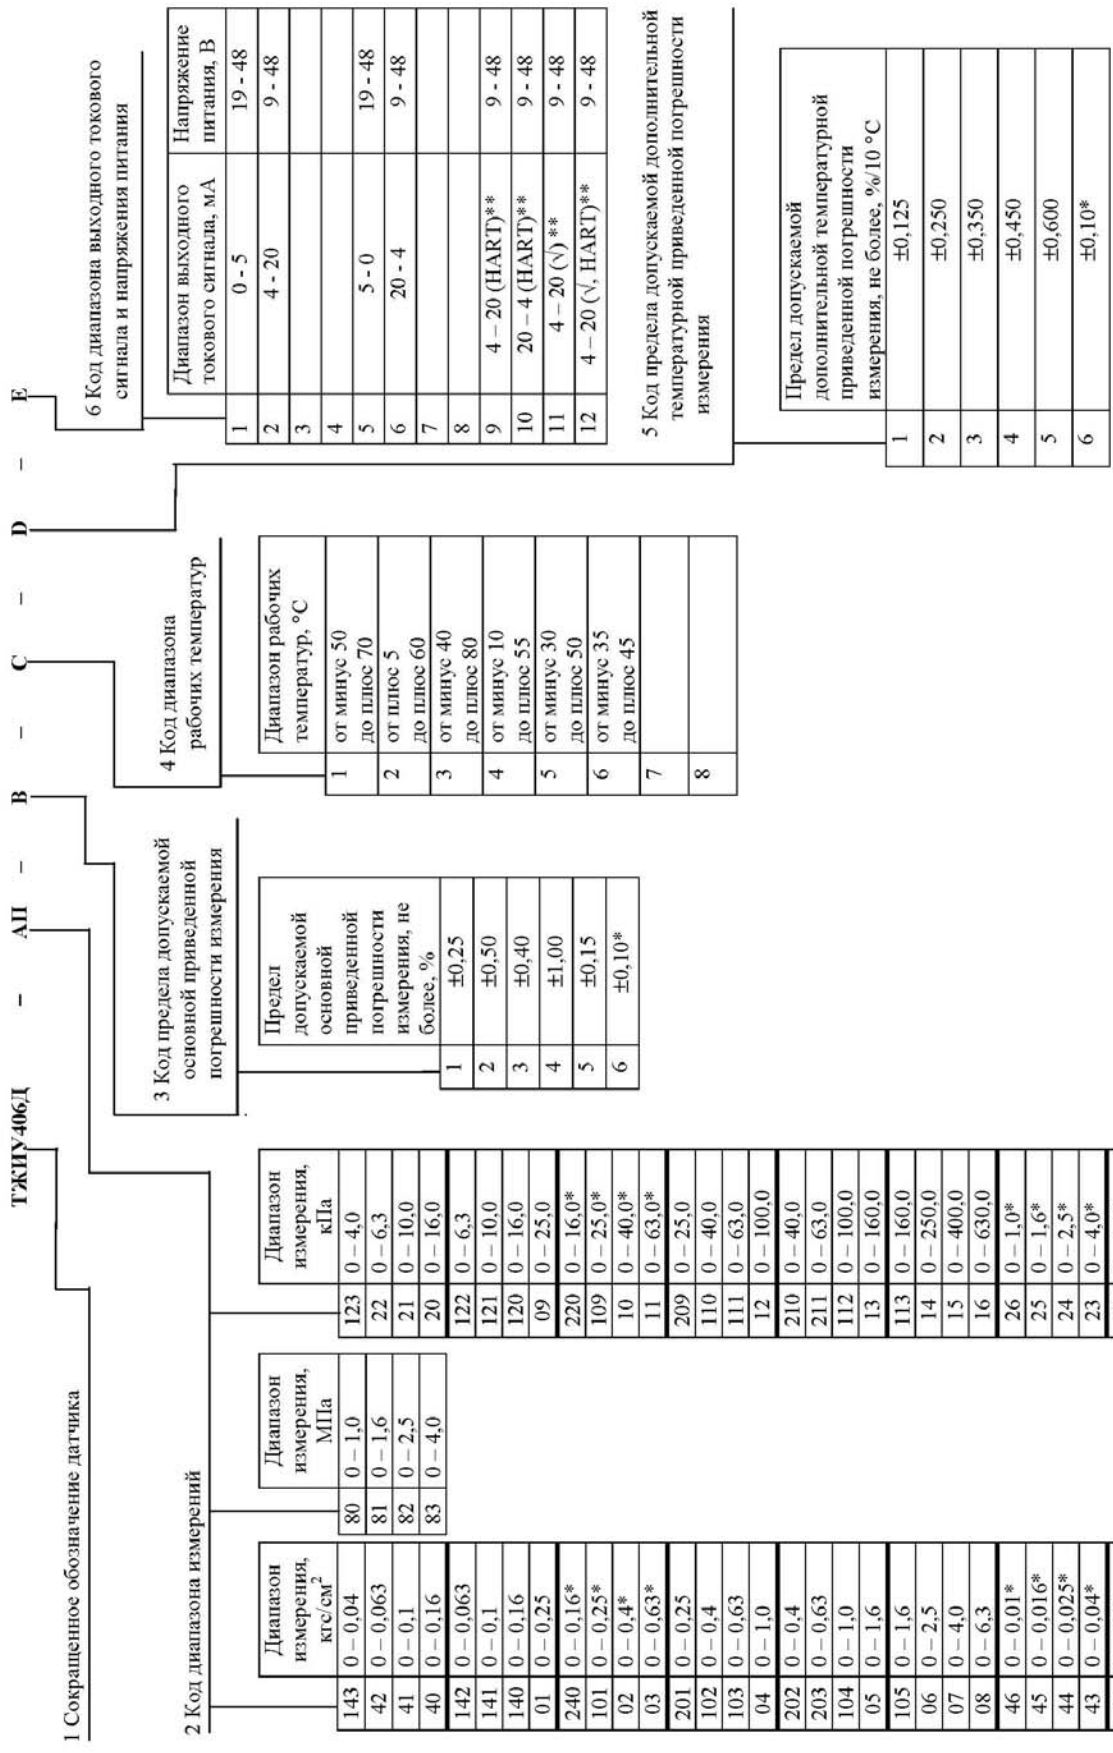 ТЖИУ406Д – АП – В – С – D – Е
1 Сокращенное обозначение датчика
2 Код диапазона измерений
Диапазон
измерения,
кгс/см²
143 0 – 0,04
42 0 – 0,063
41 0 – 0,1
40 0 – 0,16
142 0 – 0,063
141 0 – 0,1
140 0 – 0,16
01 0 – 0,25
240 0 – 0,16*
101 0 – 0,25*
02 0 – 0,4*
03 0 – 0,63*
201 0 – 0,25
102 0 – 0,4
103 0 – 0,63
04 0 – 1,0
202 0 – 0,4
203 0 – 0,63
104 0 – 1,0
05 0 – 1,6
105 0 – 1,6
06 0 – 2,5
07 0 – 4,0
08 0 – 6,3
46 0 – 0,01*
45 0 – 0,016*
44 0 – 0,025*
43 0 – 0,04*
Диапазон
измерения,
МПа
80 0 – 1,0
81 0 – 1,6
82 0 – 2,5
83 0 – 4,0
Диапазон
измерения,
кПа
123 0 – 4,0
22 0 – 6,3
21 0 – 10,0
20 0 – 16,0
122 0 – 6,3
121 0 – 10,0
120 0 – 16,0
09 0 – 25,0
220 0 – 16,0*
109 0 – 25,0*
10 0 – 40,0*
11 0 – 63,0*
209 0 – 25,0
110 0 – 40,0
111 0 – 63,0
12 0 – 100,0
210 0 – 40,0
211 0 – 63,0
112 0 – 100,0
13 0 – 160,0
113 0 – 160,0
14 0 – 250,0
15 0 – 400,0
16 0 – 630,0
26 0 – 1,0*
25 0 – 1,6*
24 0 – 2,5*
23 0 – 4,0*
3 Код предела допускаемой
основной приведенной
погрешности измерения
Предел
допускаемой
основной
приведенной
погрешности
измерения, не
более, %
1 ±0,25
2 ±0,50
3 ±0,40
4 ±1,00
5 ±0,15
6 ±0,10*
4 Код диапазона
рабочих температур
Диапазон рабочих
температур, °С
1 от минус 50
до плюс 70
2 от плюс 5
до плюс 60
3 от минус 40
до плюс 80
4 от минус 10
до плюс 55
5 от минус 30
до плюс 50
6 от минус 35
до плюс 45
7
8
6 Код диапазона выходного токового
сигнала и напряжения питания
Диапазон выходного
токового сигнала, мА
Напряжение
питания, В
1 0 - 5 19 - 48
2 4 - 20 9 - 48
3
4
5 5 - 0 19 - 48
6 20 - 4 9 - 48
7
8
9 4 – 20 (HART)** 9 - 48
10 20 – 4 (HART)** 9 - 48
11 4 – 20 (√) ** 9 - 48
12 4 – 20 (√, HART)** 9 - 48
5 Код предела допускаемой дополнительной
температурной приведенной погрешности
измерения
Предел допускаемой
дополнительной температурной
приведенной погрешности
измерения, не более, %/10 °С
1 ±0,125
2 ±0,250
3 ±0,350
4 ±0,450
5 ±0,600
6 ±0,10*